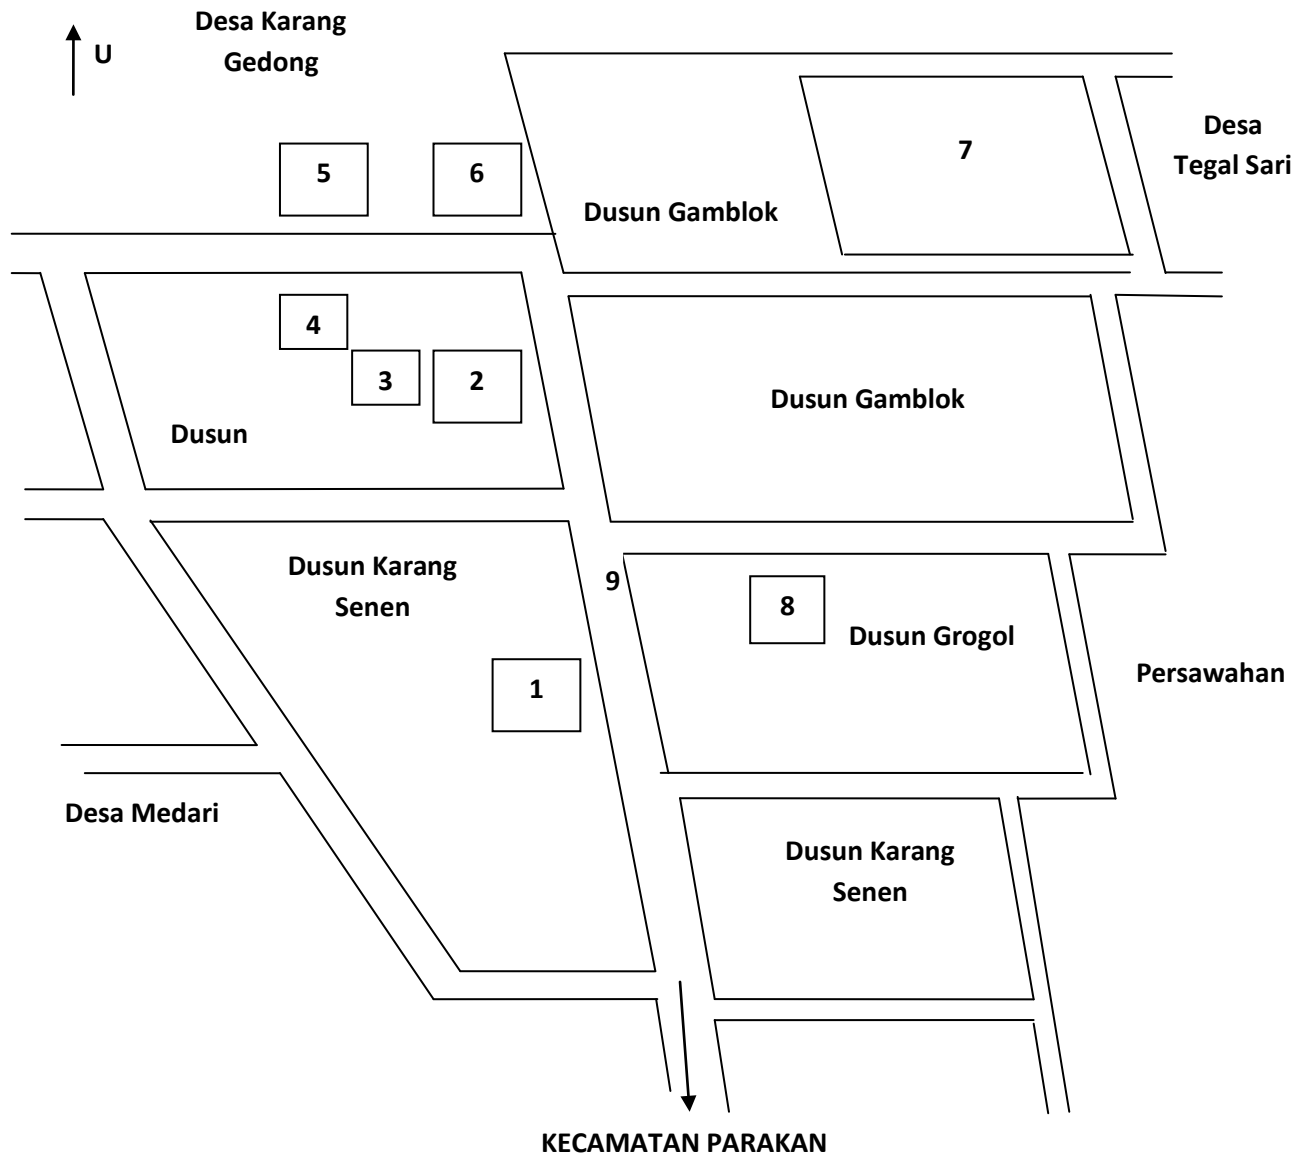 Desa Karang
Gedong
U
Desa
Tegal Sari
7
5
6
Dusun Gamblok
4
3
2
Dusun Gamblok
Dusun
Dusun Karang
Senen
9
8
Dusun Grogol
Persawahan
1
Desa Medari
Dusun Karang
Senen
KECAMATAN PARAKAN